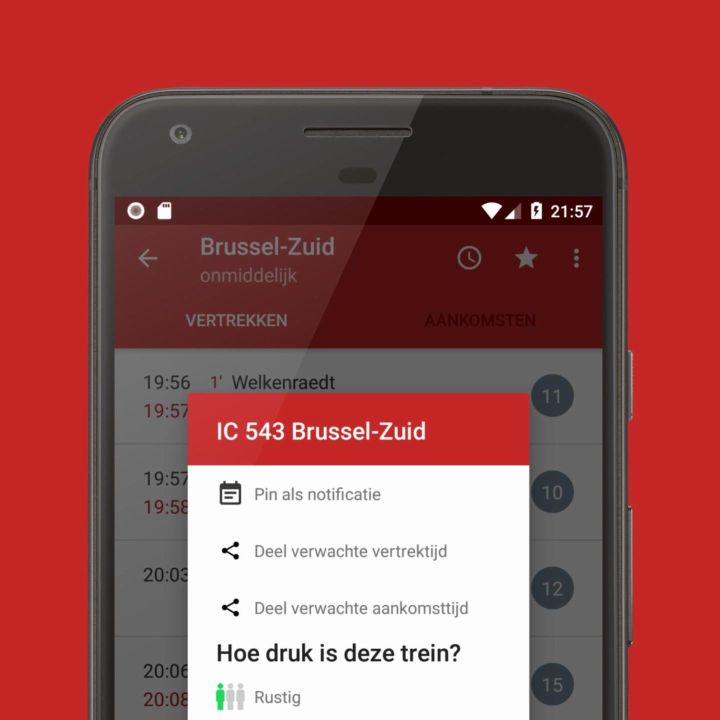 21:57
Brussel-Zuid
onmiddelijk
VERTREKKEN AANKOMSTEN
19:56 1' Welkenraedt 11
19:57
IC 543 Brussel-Zuid
19:57 10
Pin als notificatie
19:58
Deel verwachte vertrektijd
20:03 12
Deel verwachte aankomsttijd
Hoe druk is deze trein?
20:06 15
20:08 Rustig